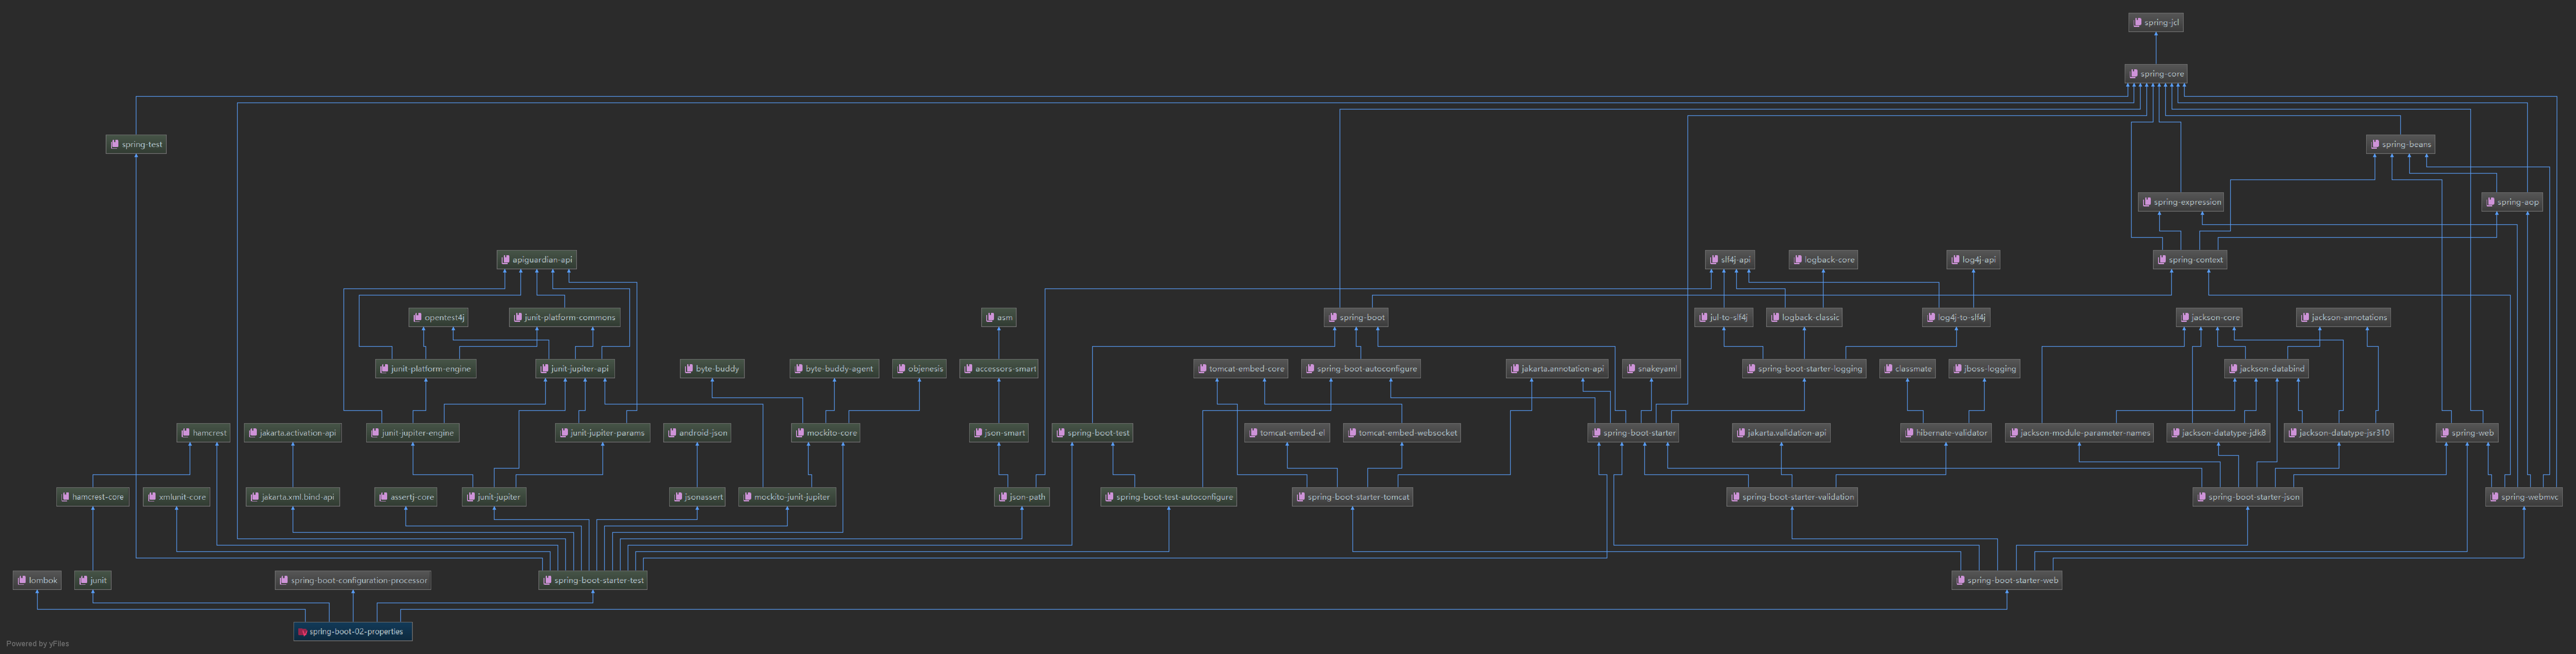 spring-jcl
spring-core
spring-test
spring-beans
spring-expression
spring-aop
apiguardian-api
slf4j-api
logback-core
log4j-api
spring-context
opentest4j
junit-platform-commons
asm
spring-boot
jul-to-slf4j
logback-classic
log4j-to-slf4j
jackson-core
jackson-annotations
junit-platform-engine
junit-jupiter-api
byte-buddy
byte-buddy-agent
objenesis
accessors-smart
tomcat-embed-core
spring-boot-autoconfigure
jakarta.annotation-api
snakeyaml
spring-boot-starter-logging
classmate
jboss-logging
jackson-databind
hamcrest
jakarta.activation-api
junit-jupiter-engine
junit-jupiter-params
android-json
mockito-core
json-smart
spring-boot-test
tomcat-embed-el
tomcat-embed-websocket
spring-boot-starter
jakarta.validation-api
hibernate-validator
jackson-module-parameter-names
jackson-datatype-jdk8
jackson-datatype-jsr310
spring-web
hamcrest-core
xmlunit-core
jakarta.xml.bind-api
assertj-core
junit-jupiter
jsonassert
mockito-junit-jupiter
json-path
spring-boot-test-autoconfigure
spring-boot-starter-tomcat
spring-boot-starter-validation
spring-boot-starter-json
spring-webmvc
lombok
junit
spring-boot-configuration-processor
spring-boot-starter-test
spring-boot-starter-web
spring-boot-02-properties
Powered by yFiles